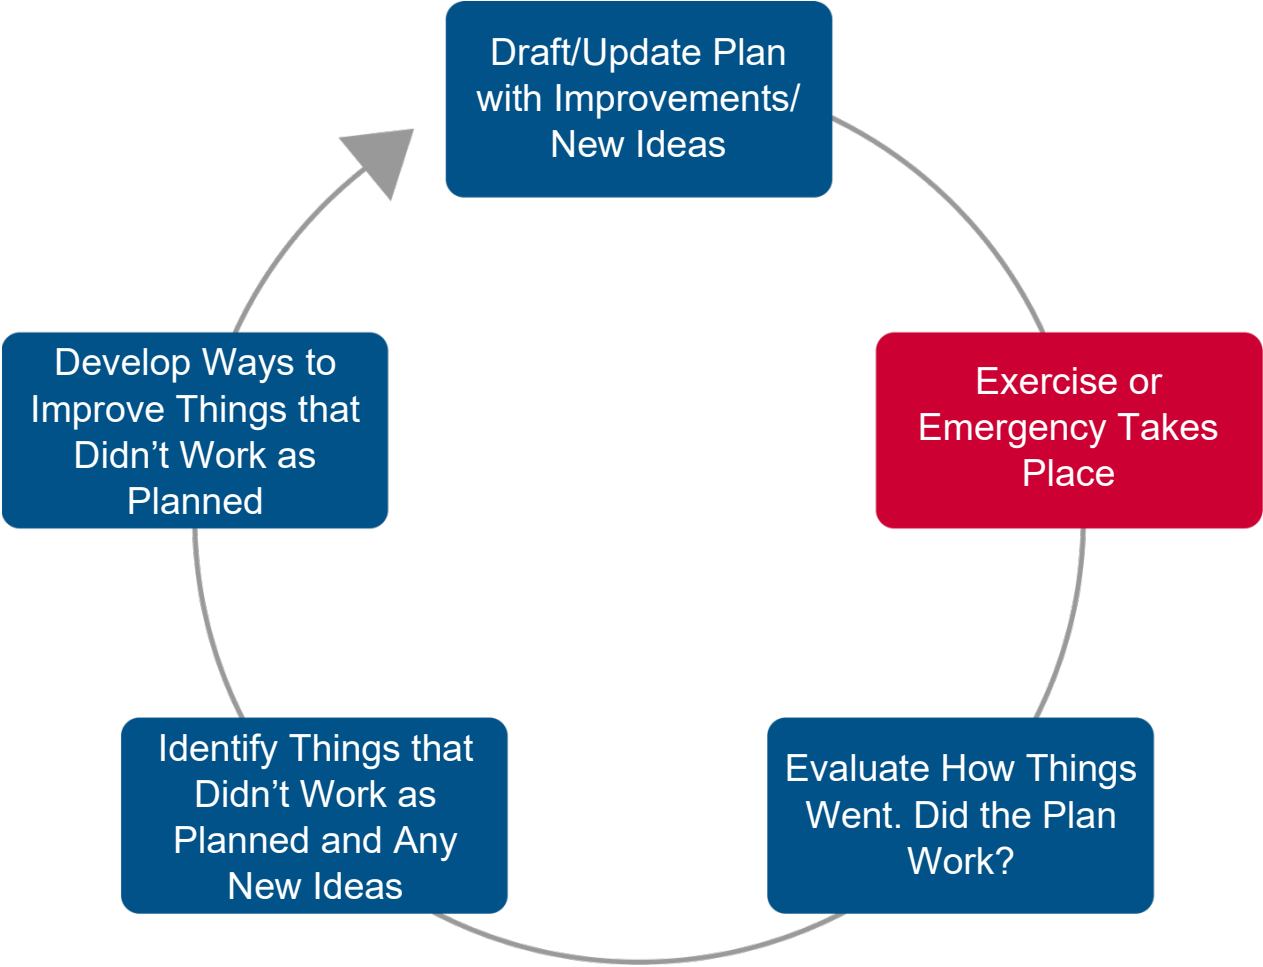 Draft/Update Plan
with Improvements/
New Ideas
Exercise or
Emergency Takes
Place
Evaluate How Things
Went. Did the Plan
Work?
Identify Things that
Didn’t Work as
Planned and Any
New Ideas
Develop Ways to
Improve Things that
Didn’t Work as
Planned